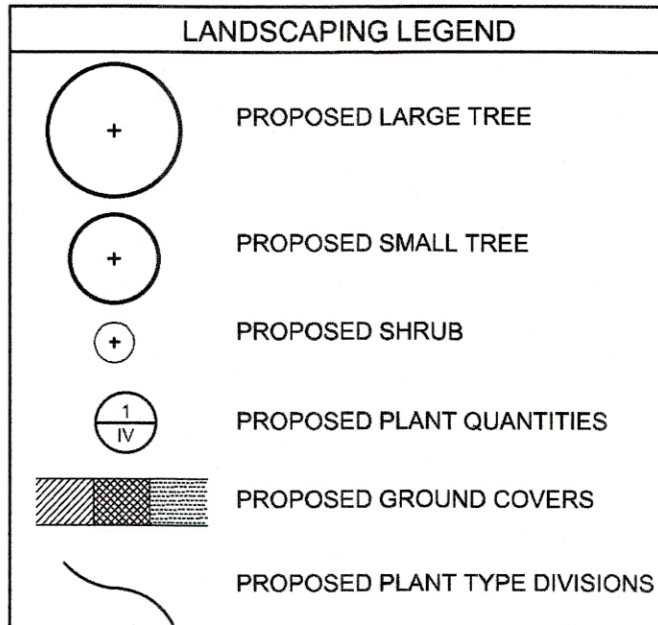 LANDSCAPING LEGEND
PROPOSED LARGE TREE
PROPOSED SMALL TREE
PROPOSED SHRUB
1
IV
PROPOSED PLANT QUANTITIES
PROPOSED GROUND COVERS
PROPOSED PLANT TYPE DIVISIONS